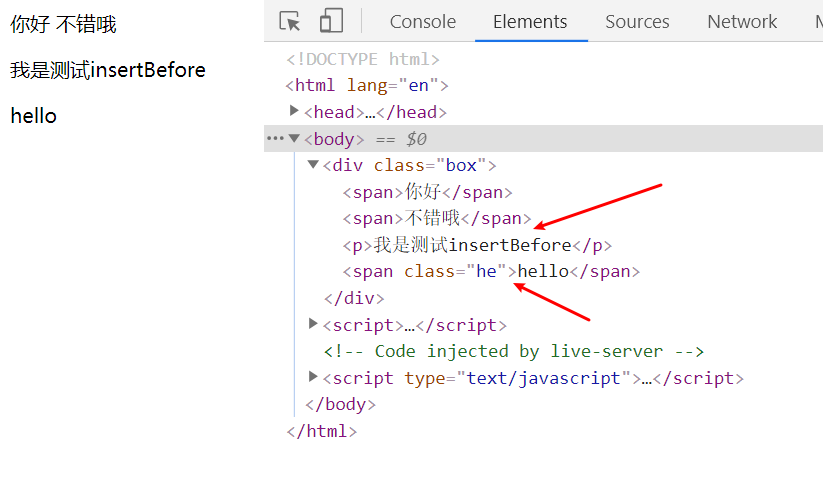 你好 不错哦
我是测试insertBefore
hello
Console Elements Sources Network
<!DOCTYPE html>
<html lang="en">
<head>…</head>
<body> == $0
<div class="box">
<span>你好</span>
<span>不错哦</span>
<p>我是测试insertBefore</p>
<span class="he">hello</span>
</div>
<script>…</script>
<!-- Code injected by live-server -->
<script type="text/javascript">…</script>
</body>
</html>